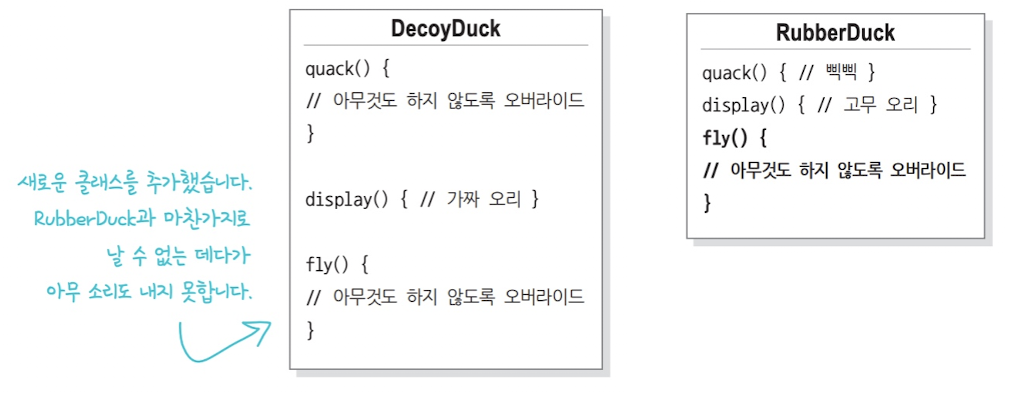 새로운 클래스를 추가했습니다.
RubberDuck과 마찬가지로
날 수 없는 데다가
아무 소리도 내지 못합니다.
DecoyDuck
quack() {
// 아무것도 하지 않도록 오버라이드
}
display() { // 가짜 오리 }
fly() {
// 아무것도 하지 않도록 오버라이드
}
RubberDuck
quack() { // 삑삑 }
display() { // 고무 오리 }
fly() {
// 아무것도 하지 않도록 오버라이드
}